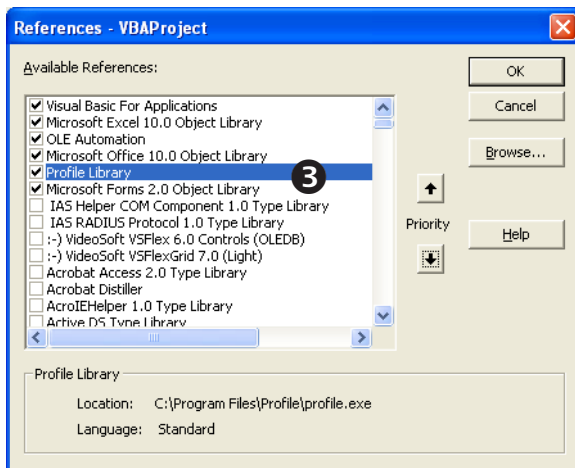 References - VBAProject
Available References:
Visual Basic For Applications
Microsoft Excel 10.0 Object Library
OLE Automation
Microsoft Office 10.0 Object Library
Profile Library
Microsoft Forms 2.0 Object Library
IAS Helper COM Component 1.0 Type Library
IAS RADIUS Protocol 1.0 Type Library
:-) VideoSoft VSFlex 6.0 Controls (OLEDB)
:-) VideoSoft VSFlexGrid 7.0 (Light)
Acrobat Access 2.0 Type Library
Acrobat Distiller
AcroIEHelper 1.0 Type Library
Active DS Type Library
3
Priority
OK
Cancel
Browse...
Help
Profile Library
Location: C:\Program Files\Profile\profile.exe
Language: Standard